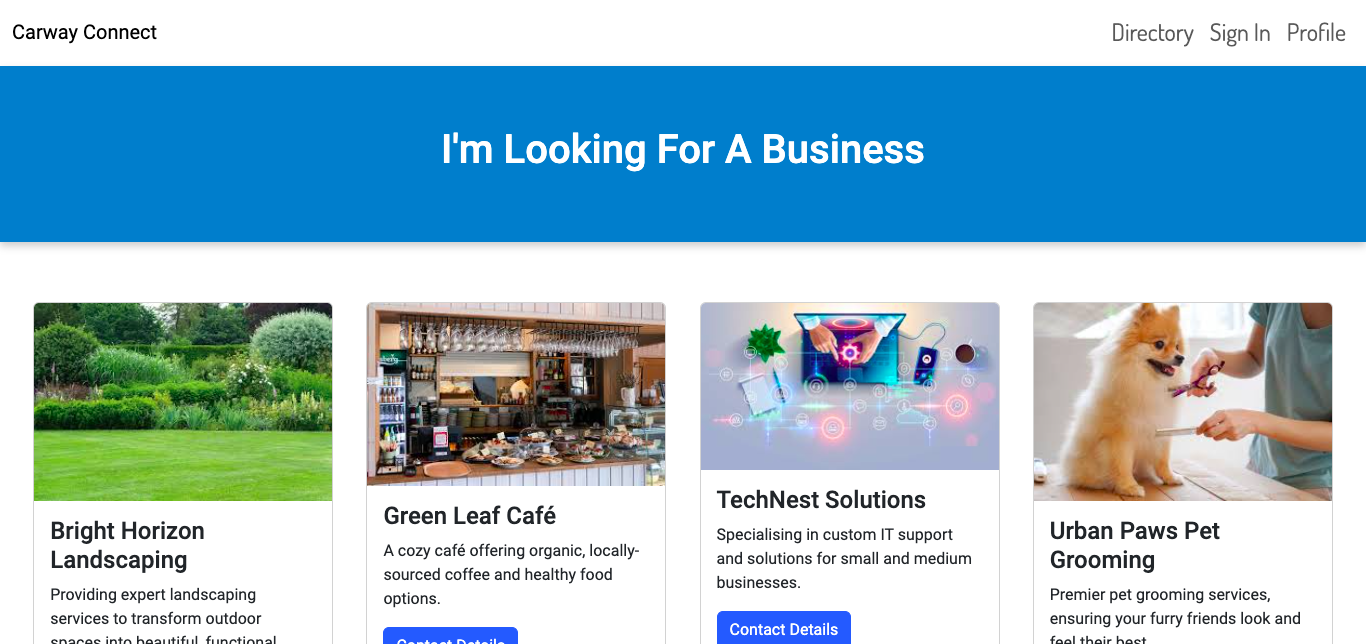 Carway Connect
Directory Sign In Profile
I'm Looking For A Business
Bright Horizon
Landscaping
Providing expert landscaping
services to transform outdoor
spaces into beautiful, functional
Green Leaf Café
A cozy café offering organic, locally-
sourced coffee and healthy food
options.
Contact Details
TechNest Solutions
Specialising in custom IT support
and solutions for small and medium
businesses.
Contact Details
Urban Paws Pet
Grooming
Premier pet grooming services,
ensuring your furry friends look and
feel their best.